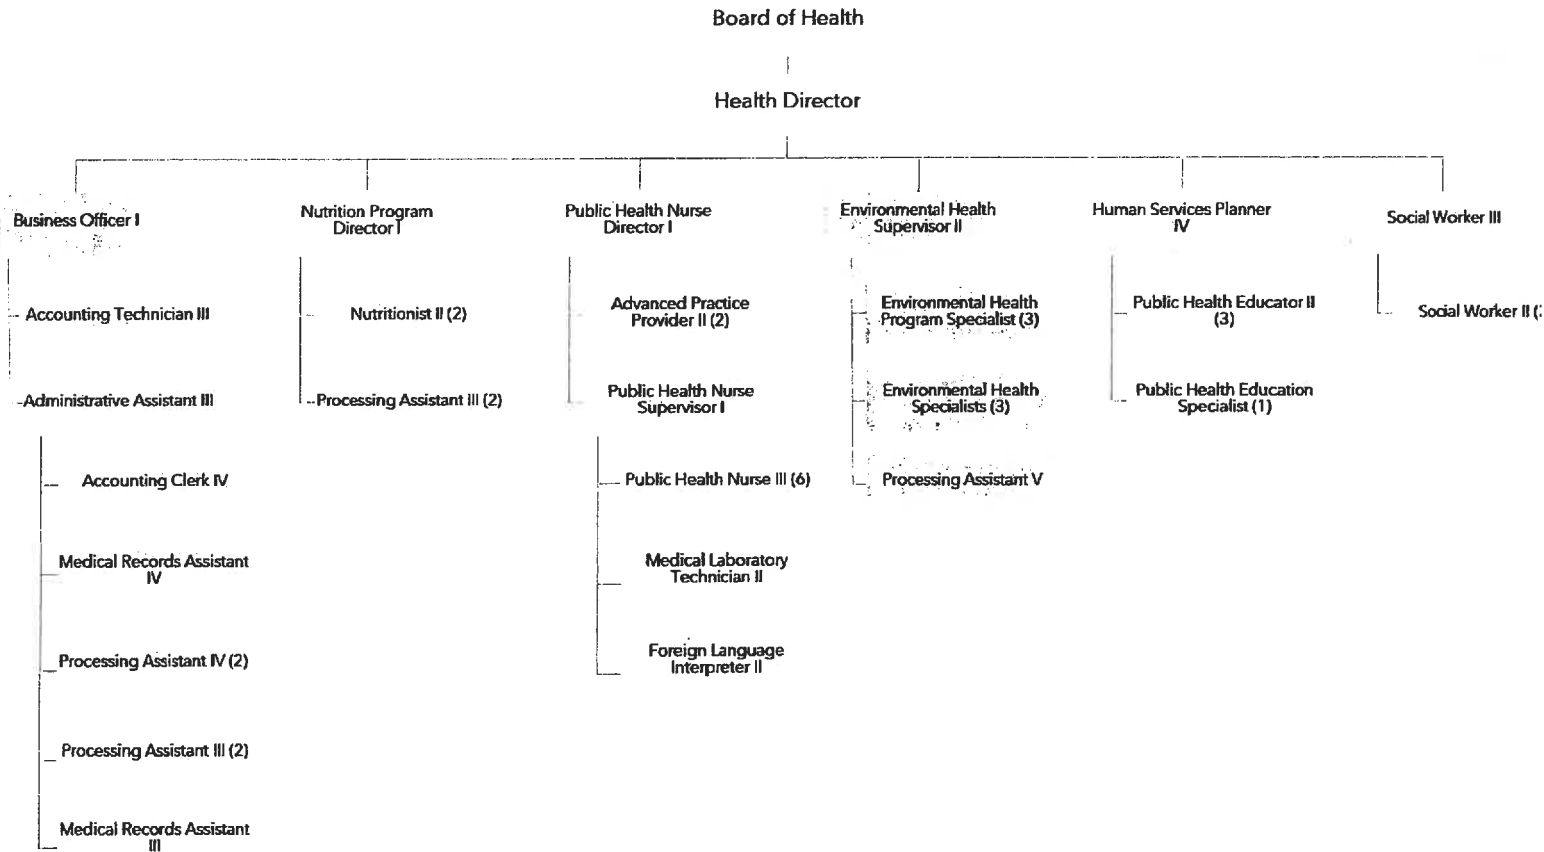 Board of Health
Health Director
Business Officer I
Nutrition Program
Director I
Public Health Nurse
Director I
Environmental Health
Supervisor II
Human Services Planner
IV
Social Worker III
Accounting Technician III
Nutritionist II (2)
Advanced Practice
Provider II (2)
Environmental Health
Program Specialist (3)
Public Health Educator II
(3)
Social Worker II
Administrative Assistant III
Processing Assistant III (2)
Public Health Nurse
Supervisor I
Environmental Health
Specialists (3)
Public Health Education
Specialist (1)
Accounting Clerk IV
Public Health Nurse III (6)
Processing Assistant V
Medical Records Assistant
IV
Medical Laboratory
Technician II
Processing Assistant IV (2)
Foreign Language
Interpreter II
Processing Assistant III (2)
Medical Records Assistant
III